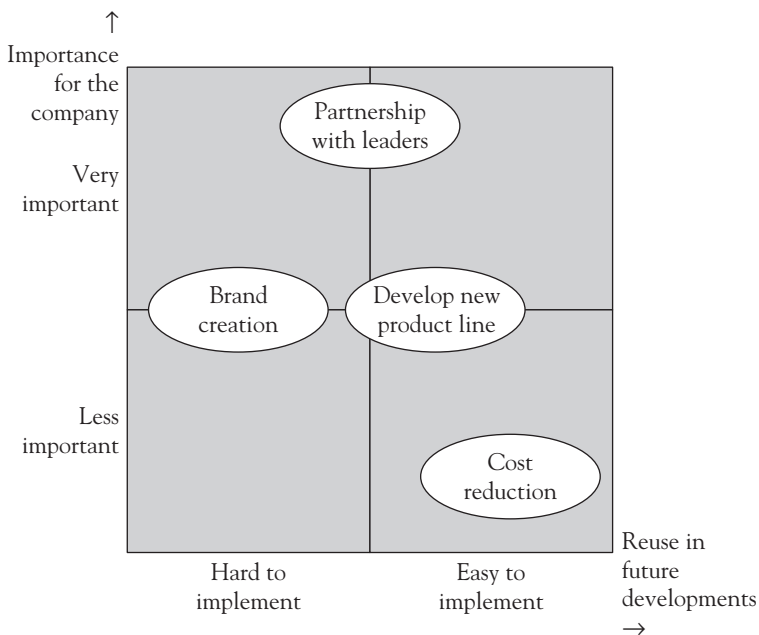 ↑
Importance
for the
company
Very
important
Less
important
Partnership
with leaders
Brand
creation
Develop new
product line
Cost
reduction
Hard to
implement
Easy to
implement
Reuse in
future
developments
→